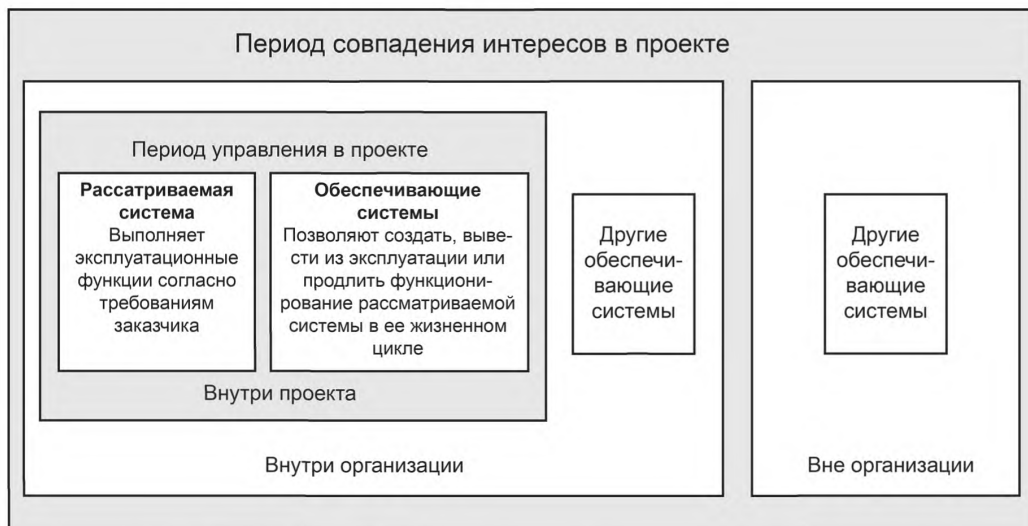 Период совпадения интересов в проекте
Период управления в проекте
Рассатриваемая
система
Выполняет
эксплуатационные
функции согласно
требованиям
заказчика
Обеспечивающие
системы
Позволяют создать, выве-
сти из эксплуатации или
продлить функциони-
рование рассматриваемой
системы в ее жизненном
цикле
Внутри проекта
Другие
обеспечи-
вающие
системы
Внутри организации
Другие
обеспечи-
вающие
системы
Вне организации